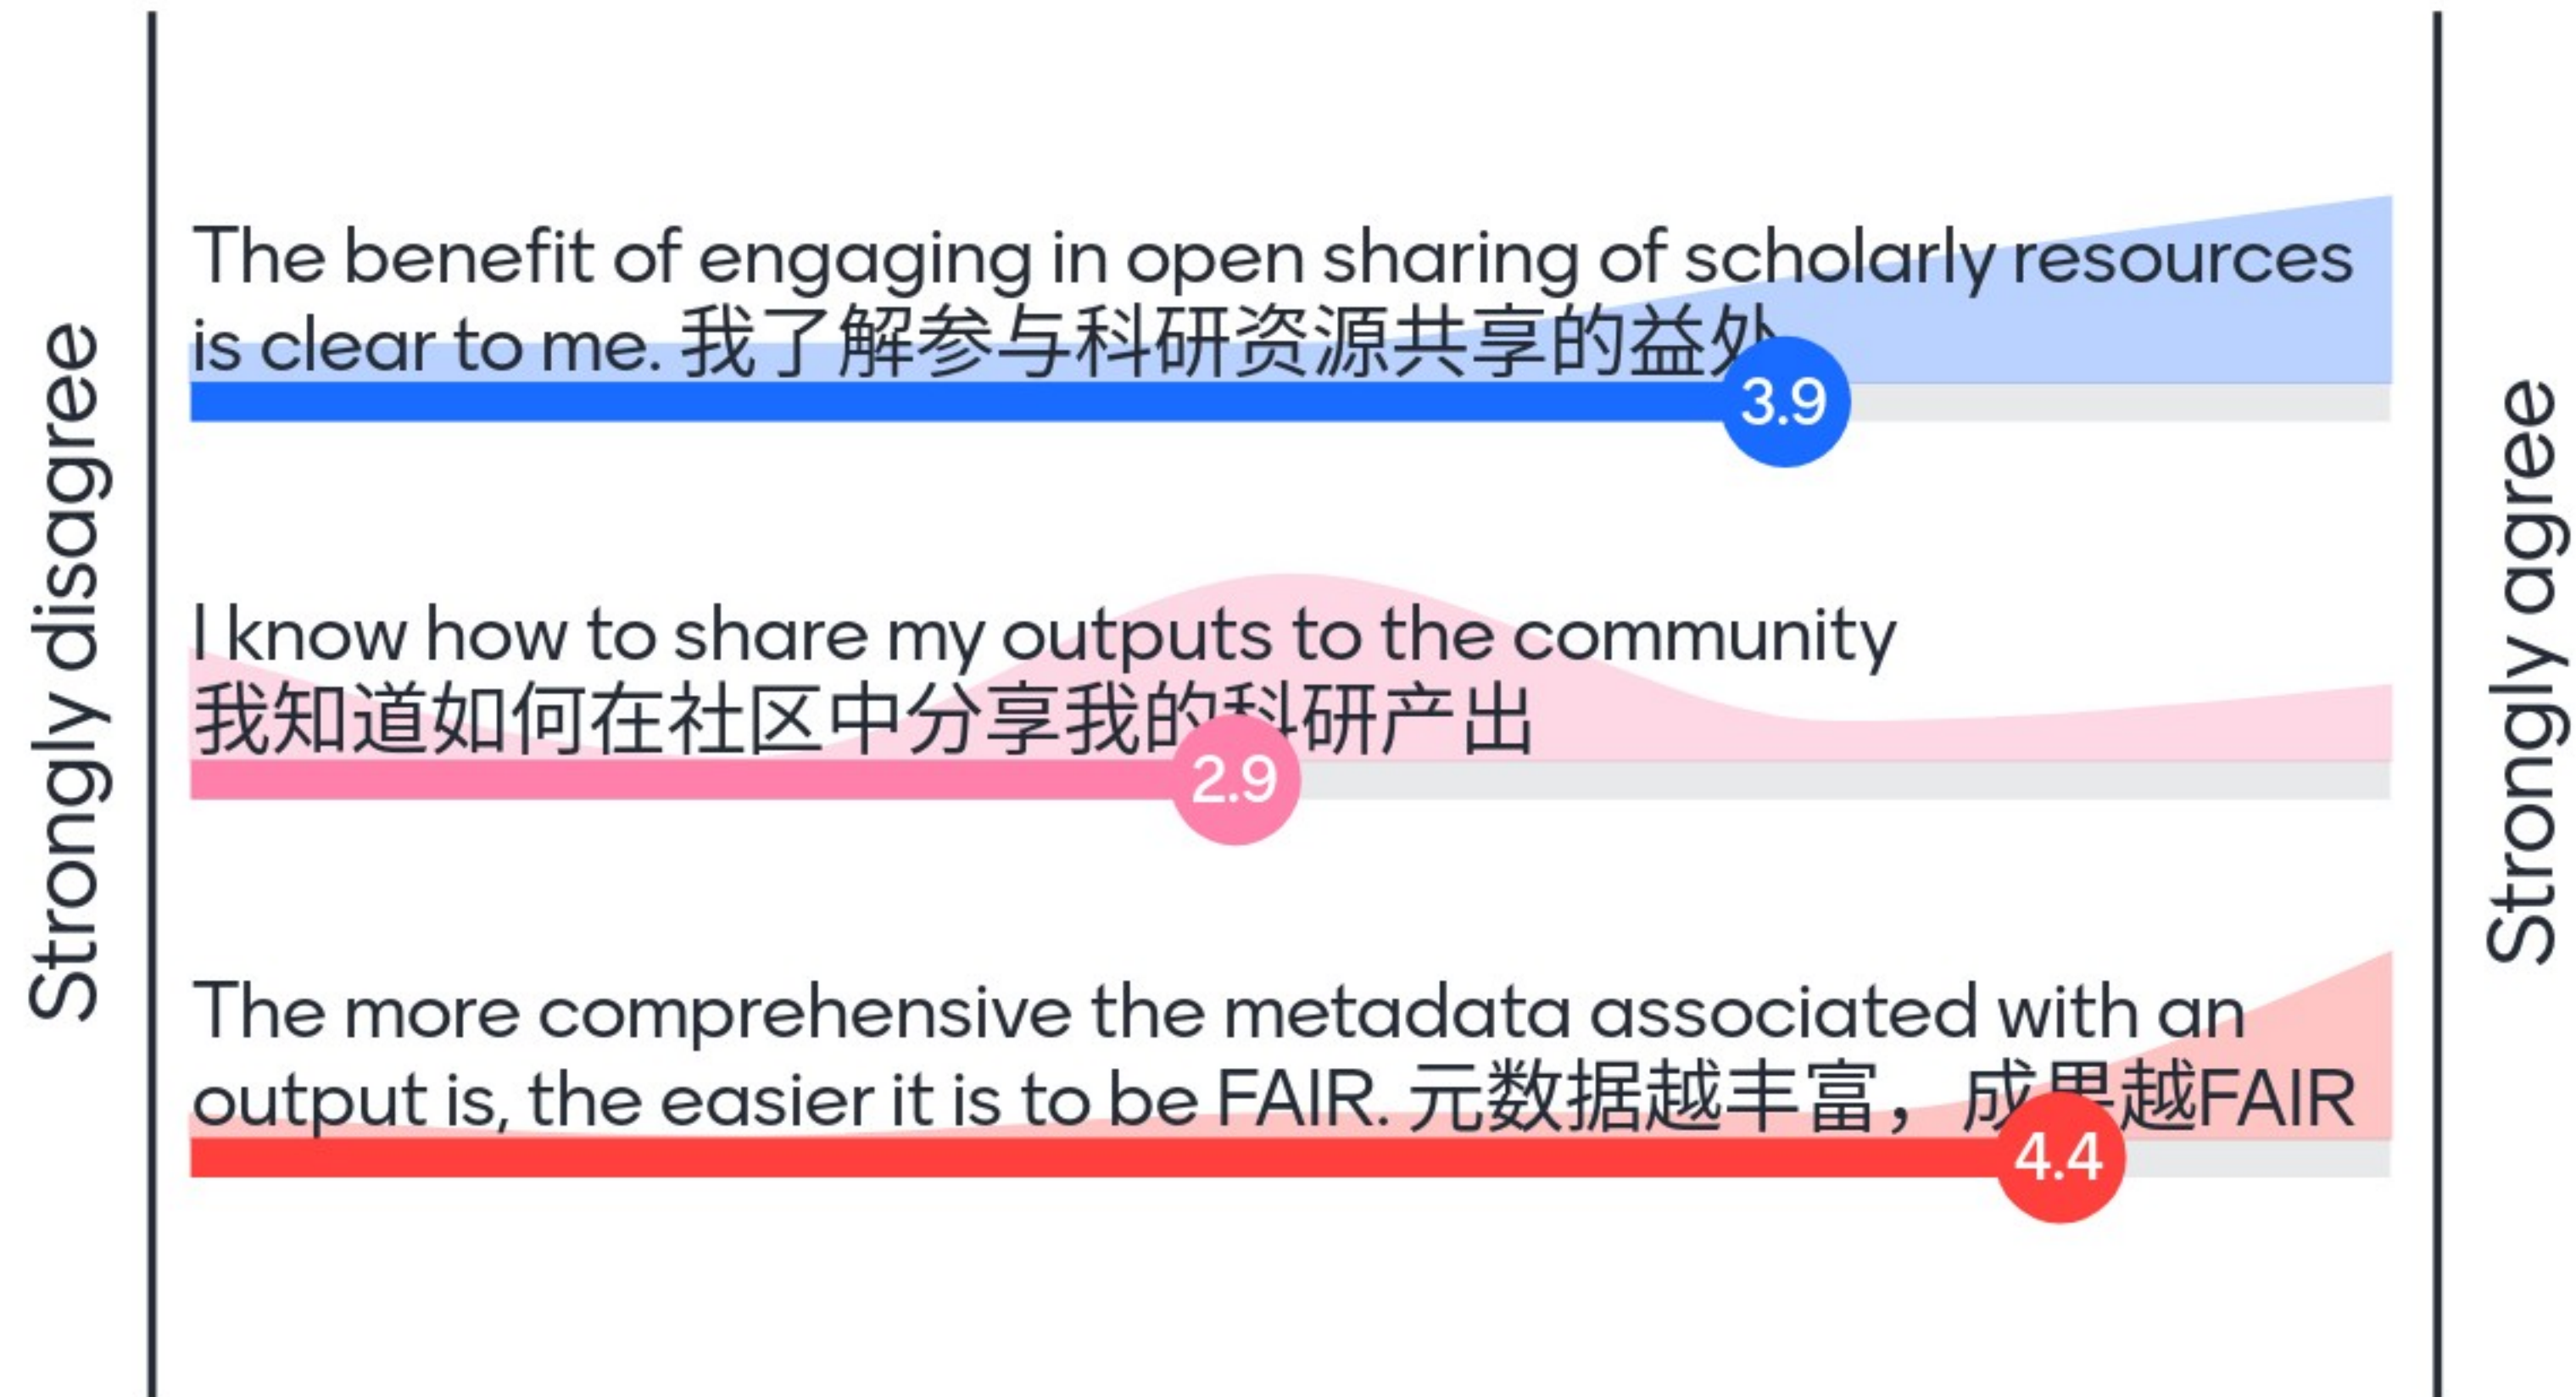 Strongly disagree
The benefit of engaging in open sharing of scholarly resources
is clear to me. 我了解参与科研资源共享的益处
3.9
I know how to share my outputs to the community
我知道如何在社区中分享我的科研产出
2.9
The more comprehensive the metadata associated with an
output is, the easier it is to be FAIR. 元数据越丰富，成果越FAIR
4.4
Strongly agree